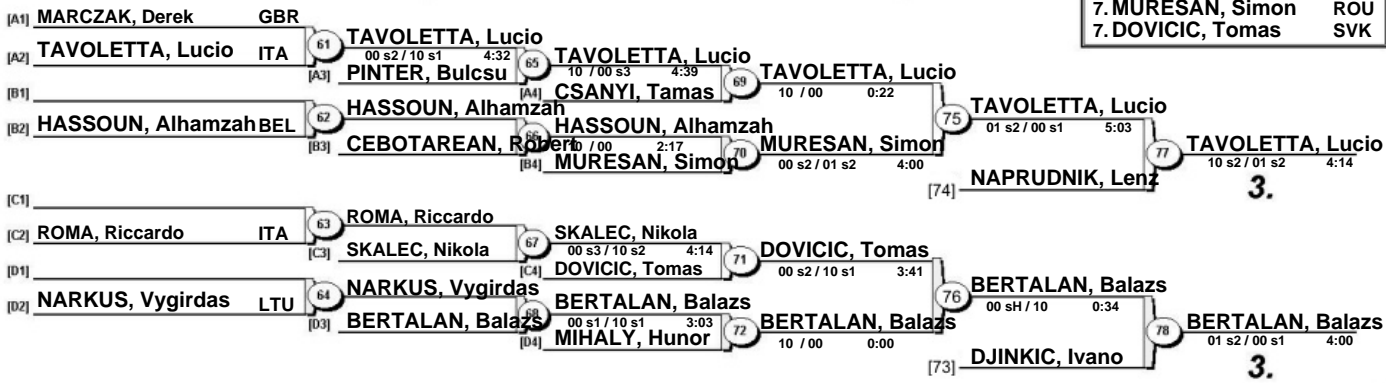 7. MURESAN, Simon ROU
7. DOVICIC, Tomas SVK
[A1] MARCZAK, Derek GBR
[A2] TAVOLETTA, Lucio ITA
61
TAVOLETTA, Lucio
00 s2 / 10 s1 4:32
[A3] PINTER, Bulcsu
65
TAVOLETTA, Lucio
10 / 00 s3 4:39
[A4] CSANYI, Tamas
69
TAVOLETTA, Lucio
10 / 00 0:22
[B1]
[B2] HASSOUN, Alhamzah BEL
62
HASSOUN, Alhamzah
[B3] CEBOTAREAN, Robert
66
HASSOUN, Alhamzah
10 / 00 2:17
[B4] MURESAN, Simon
70
MURESAN, Simon
00 s2 / 01 s2 4:00
75
TAVOLETTA, Lucio
01 s2 / 00 s1 5:03
[74] NAPRUDNIK, Lenz
77
TAVOLETTA, Lucio
10 s2 / 01 s2 4:14
3.
[C1]
[C2] ROMA, Riccardo ITA
63
ROMA, Riccardo
[C3] SKALEC, Nikola
67
SKALEC, Nikola
00 s3 / 10 s2 4:14
[C4] DOVICIC, Tomas
71
DOVICIC, Tomas
00 s2 / 10 s1 3:41
[D1]
[D2] NARKUS, Vygirdas LTU
64
NARKUS, Vygirdas
[D3] BERTALAN, Balazs
68
BERTALAN, Balazs
00 s1 / 10 s1 3:03
[D4] MIHALY, Hunor
72
BERTALAN, Balazs
10 / 00 0:00
76
BERTALAN, Balazs
00 sH / 10 0:34
[73] DJINKIC, Ivano
78
BERTALAN, Balazs
01 s2 / 00 s1 4:00
3.